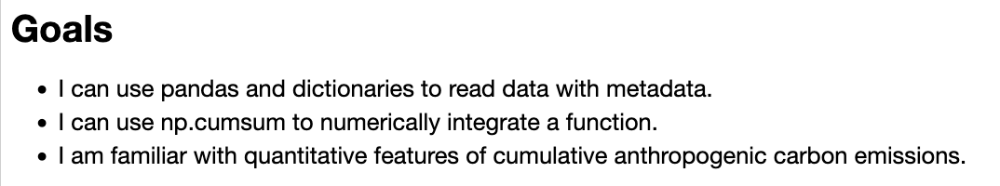 Goals
• I can use pandas and dictionaries to read data with metadata.
• I can use np.cumsum to numerically integrate a function.
• I am familiar with quantitative features of cumulative anthropogenic carbon emissions.